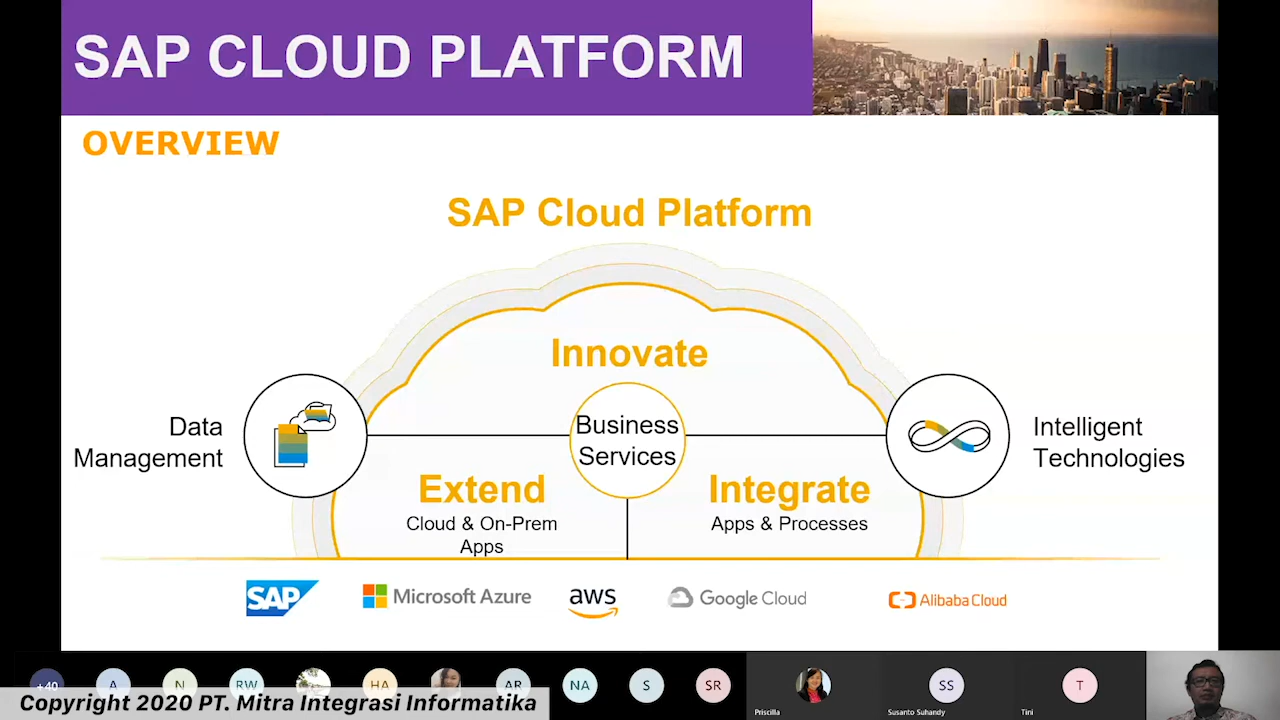 SAP CLOUD PLATFORM
OVERVIEW
SAP Cloud Platform
Innovate
Data
Management
Business
Services
Intelligent
Technologies
Extend
Cloud & On-Prem
Apps
Integrate
Apps & Processes
SAP
Microsoft Azure
aws
Google Cloud
Alibaba Cloud
+40
A
N
RW
HA
AR
NA
S
SR
Priscilla
SS
Susanto Suhandy
T
Tini
Copyright 2020 PT. Mitra Integrasi Informatika